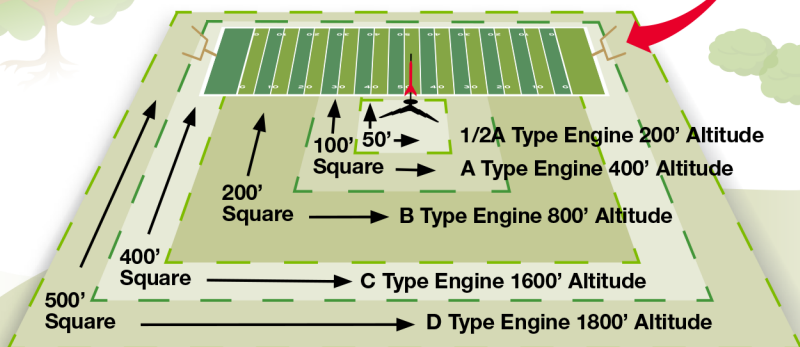 50' 1/2A Type Engine 200' Altitude
100'
Square A Type Engine 400' Altitude
200'
Square B Type Engine 800' Altitude
400'
Square C Type Engine 1600' Altitude
500'
Square D Type Engine 1800' Altitude